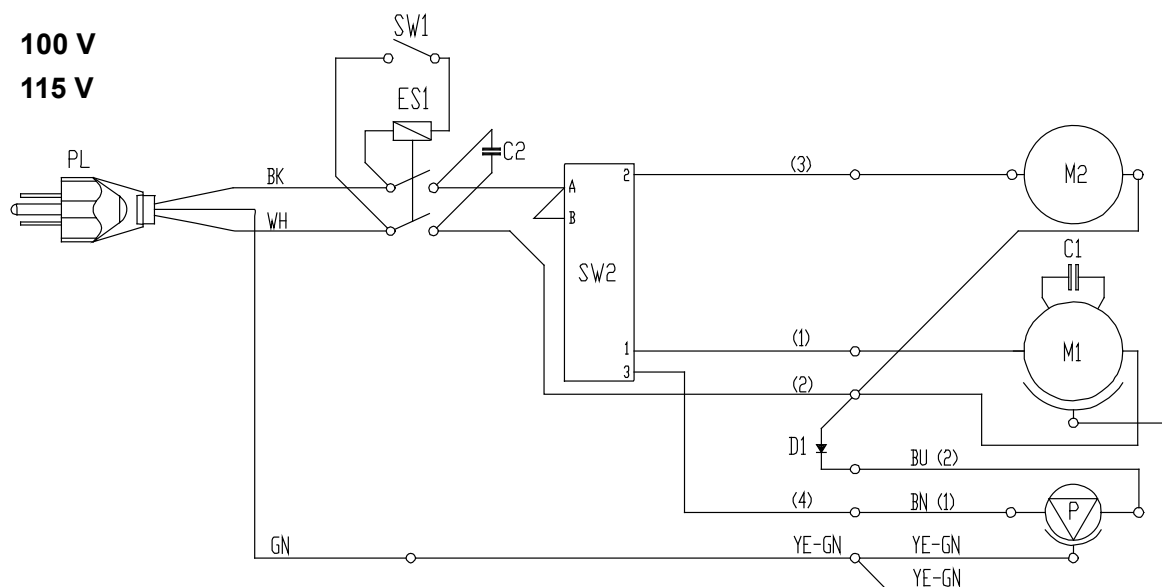 100 V
115 V
SW1
ES1
C2
PL
BK
WH
A
B
2
SW2
1
3
(3)
M2
C1
(1)
M1
(2)
D1
BU (2)
(4)
BN (1)
P
GN
YE-GN
YE-GN
YE-GN